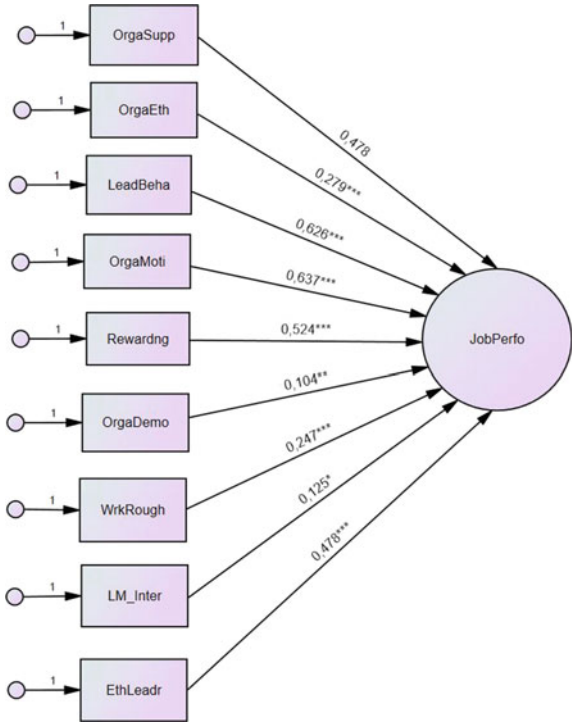 1
OrgaSupp
0,478
1
OrgaEth
0,279***
1
LeadBeha
0,626***
1
OrgaMoti
0,637***
1
Rewardng
0,524***
JobPerfo
1
OrgaDemo
0,104**
1
WrkRough
0,247***
1
LM_Inter
0,125*
1
EthLeadr
0,478***